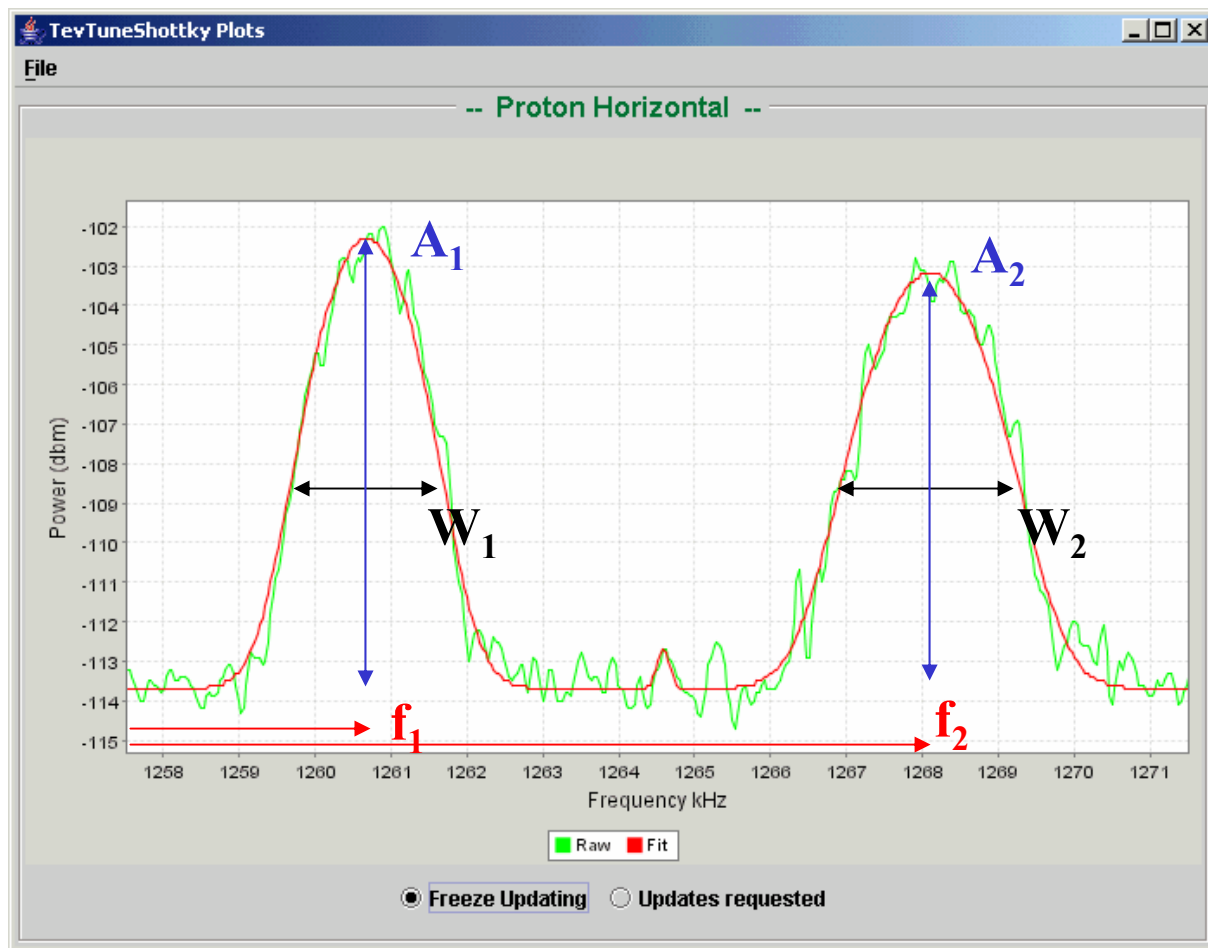 TevTuneShottky Plots
File
-- Proton Horizontal --
Power (dbm)
-102
-103
-104
-105
-106
-107
-108
-109
-110
-111
-112
-113
-114
-115
A1
A2
W1
W2
f1
f2
1258 1259 1260 1261 1262 1263 1264 1265 1266 1267 1268 1269 1270 1271
Frequency kHz
Raw Fit
Freeze Updating Updates requested